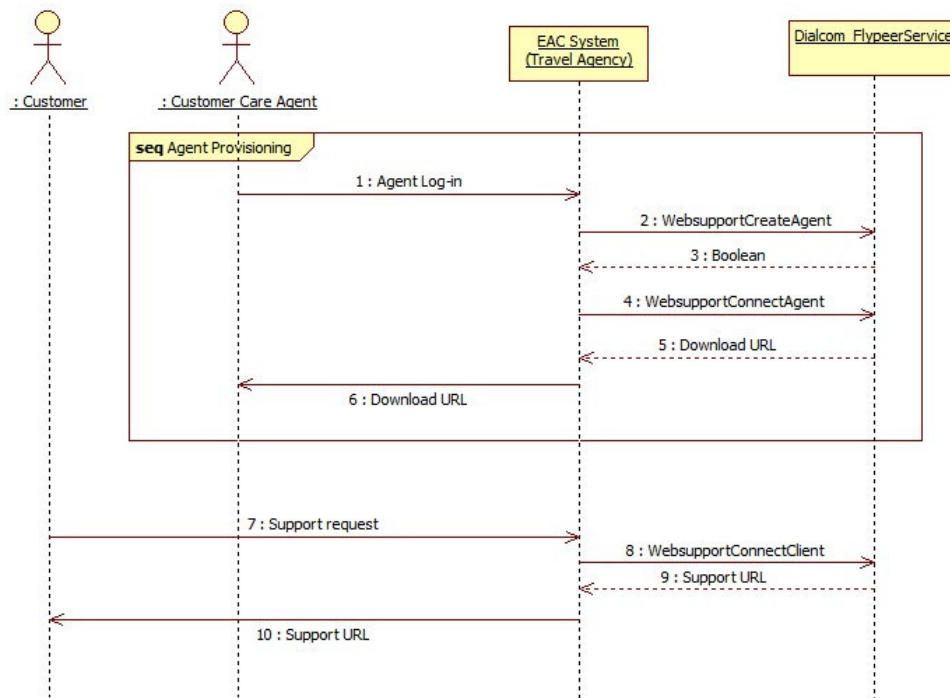 : Customer
: Customer Care Agent
EAC System
(Travel Agency)
Dialcom_FlypeerService
seq Agent Provisioning
1 : Agent Log-in
2 : WebsupportCreateAgent
3 : Boolean
4 : WebsupportConnectAgent
5 : Download URL
6 : Download URL
7 : Support request
8 : WebsupportConnectClient
9 : Support URL
10 : Support URL